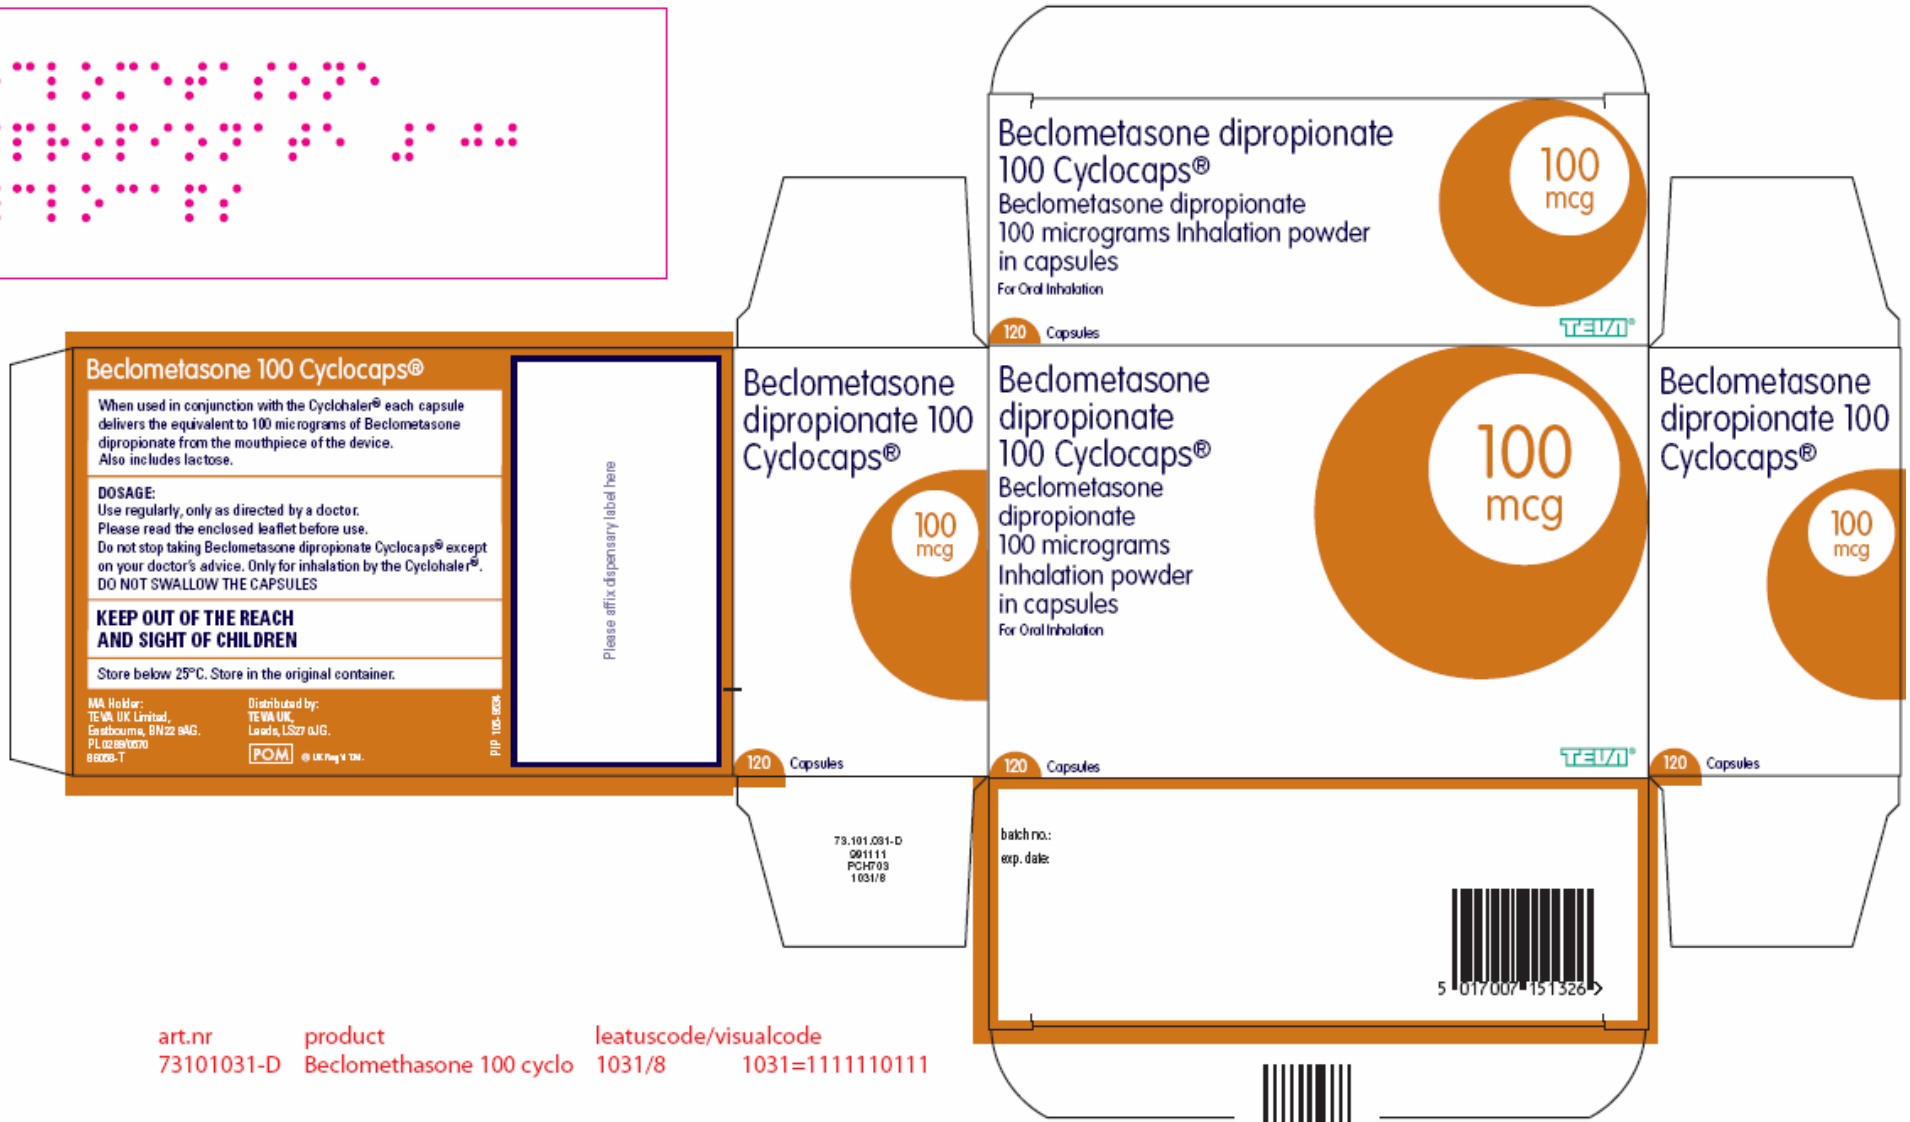 Beclometasone dipropionate
100 Cyclocaps®
Beclometasone dipropionate
100 micrograms Inhalation powder
in capsules
For Oral Inhalation
120 Capsules
TEVA®
100
mcg
Beclometasone 100 Cyclocaps®
When used in conjunction with the Cyclohaler® each capsule
delivers the equivalent to 100 micrograms of Beclometasone
dipropionate from the mouthpiece of the device.
Also includes lactose.
DOSAGE:
Use regularly, only as directed by a doctor.
Please read the enclosed leaflet before use.
Do not stop taking Beclometasone dipropionate Cyclocaps® except
on your doctor's advice. Only for inhalation by the Cyclohaler®.
DO NOT SWALLOW THE CAPSULES
KEEP OUT OF THE REACH
AND SIGHT OF CHILDREN
Store below 25°C. Store in the original container.
MA Holder:
TEVA UK Limited,
Eastbourne, BN22 9AG.
PL 0289/0670
Distributed by:
TEVA UK,
Leeds, LS27 0JG.
POM
Please affix dispensary label here
Beclometasone
dipropionate 100
Cyclocaps®
100
mcg
120 Capsules
Beclometasone
dipropionate
100 Cyclocaps®
Beclometasone
dipropionate
100 micrograms
Inhalation powder
in capsules
For Oral Inhalation
100
mcg
120 Capsules
TEVA®
Beclometasone
dipropionate 100
Cyclocaps®
100
mcg
120 Capsules
73.101.031-D
991111
PCH703
1031/8
batch no.:
exp. date:
5 017007 151326 >
art.nr product leatuscode/visualcode
73101031-D Beclomethasone 100 cyclo 1031/8 1031=1111110111